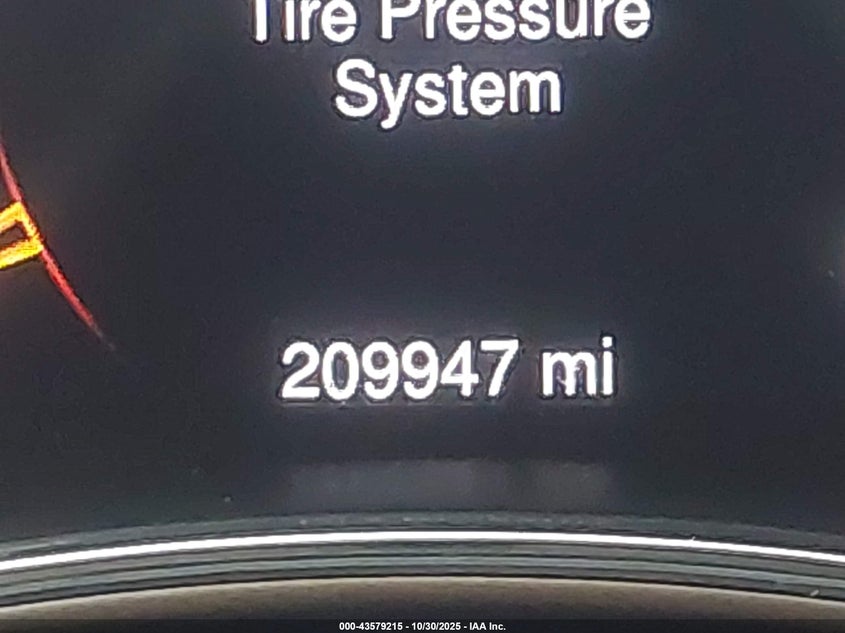 Tire Pressure
System
209947 mi
000-43579215 - 10/30/2025 - IAA Inc.